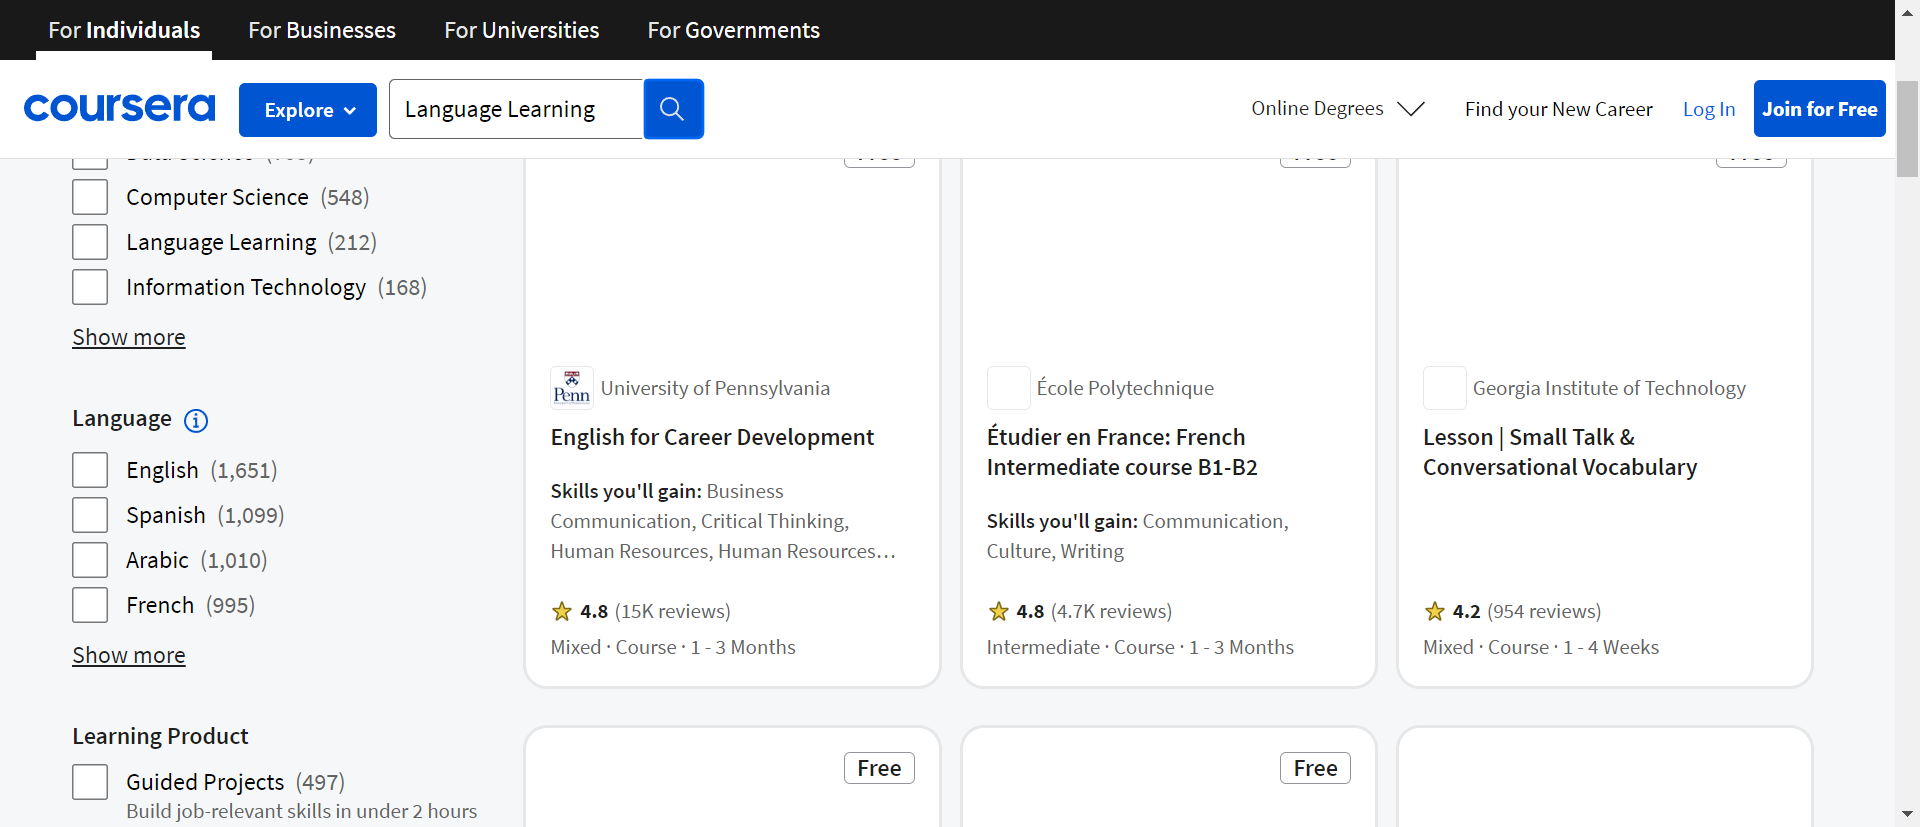 For Individuals
For Businesses
For Universities
For Governments
coursera
Explore
Language Learning
Online Degrees
Find your New Career
Log In
Join for Free
Computer Science (548)
Language Learning (212)
Information Technology (168)
Show more
Language
English (1,651)
Spanish (1,099)
Arabic (1,010)
French (995)
Show more
Learning Product
Guided Projects (497)
Build job-relevant skills in under 2 hours
Penn
University of Pennsylvania
English for Career Development
Skills you'll gain: Business
Communication, Critical Thinking,
Human Resources, Human Resources…
4.8 (15K reviews)
Mixed · Course · 1 - 3 Months
École Polytechnique
Étudier en France: French
Intermediate course B1-B2
Skills you'll gain: Communication,
Culture, Writing
4.8 (4.7K reviews)
Intermediate · Course · 1 - 3 Months
Georgia Institute of Technology
Lesson | Small Talk &
Conversational Vocabulary
4.2 (954 reviews)
Mixed · Course · 1 - 4 Weeks
Free
Free